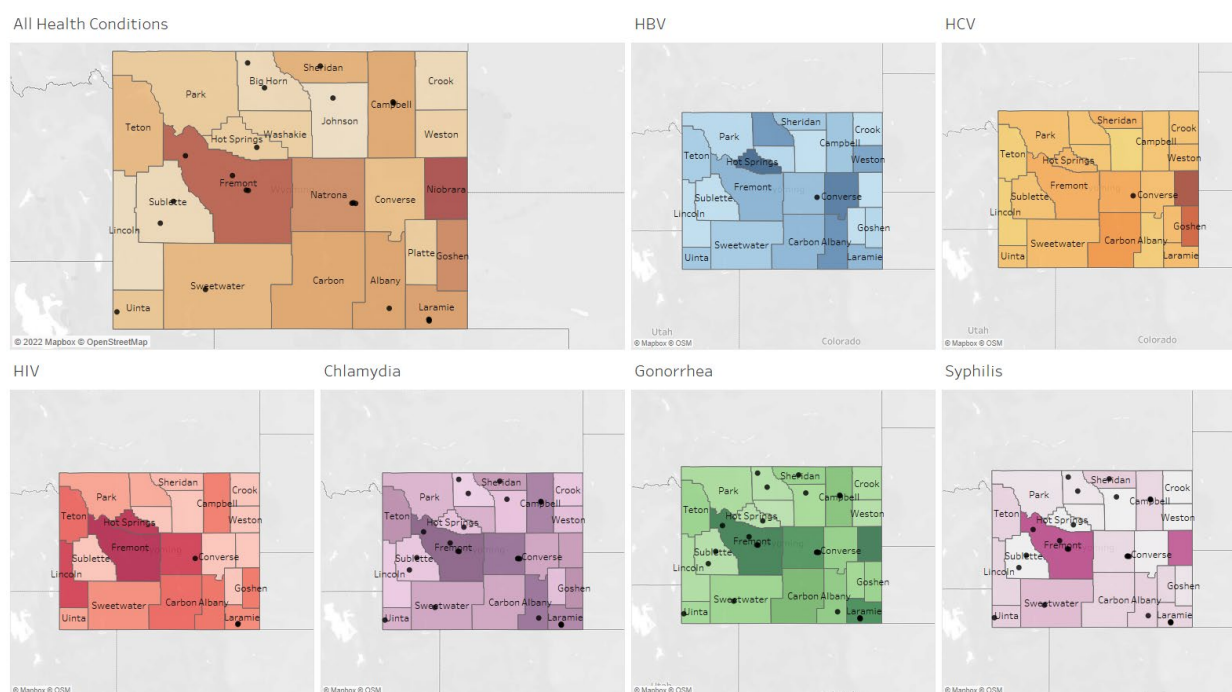 All Health Conditions
Sheridan
Big Horn
Crook
Park
Campbell
Johnson
Teton
Washakie
Weston
Hot Springs
Fremont
Niobrara
Natrona
Converse
Sublette
Lincoln
Platte
Goshen
Carbon
Albany
Sweetwater
Uinta
Laramie
© 2022 Mapbox © OpenStreetMap
HBV
Sheridan
Crook
Park
Campbell
Teton
Weston
Hot Springs
Fremont
Converse
Sublette
Lincoln
Goshen
Carbon
Albany
Sweetwater
Uinta
Laramie
Utah
Colorado
© Mapbox © OSM
HCV
Sheridan
Crook
Park
Campbell
Teton
Weston
Hot Springs
Fremont
Converse
Sublette
Lincoln
Goshen
Carbon
Albany
Sweetwater
Uinta
Laramie
Utah
Colorado
© Mapbox © OSM
HIV
Sheridan
Crook
Park
Campbell
Teton
Hot Springs
Weston
Fremont
Converse
Sublette
Lincoln
Goshen
Carbon
Albany
Sweetwater
Uinta
Laramie
© Mapbox © OSM
Chlamydia
Sheridan
Crook
Park
Campbell
Teton
Hot Springs
Weston
Fremont
Converse
Sublette
Lincoln
Goshen
Carbon
Albany
Sweetwater
Uinta
Laramie
© Mapbox © OSM
Gonorrhea
Sheridan
Crook
Park
Campbell
Teton
Hot Springs
Weston
Fremont
Converse
Sublette
Lincoln
Goshen
Carbon
Albany
Sweetwater
Uinta
Laramie
© Mapbox © OSM
Syphilis
Sheridan
Crook
Park
Campbell
Teton
Hot Springs
Weston
Fremont
Converse
Sublette
Lincoln
Goshen
Carbon
Albany
Sweetwater
Uinta
Laramie
© Mapbox © OSM